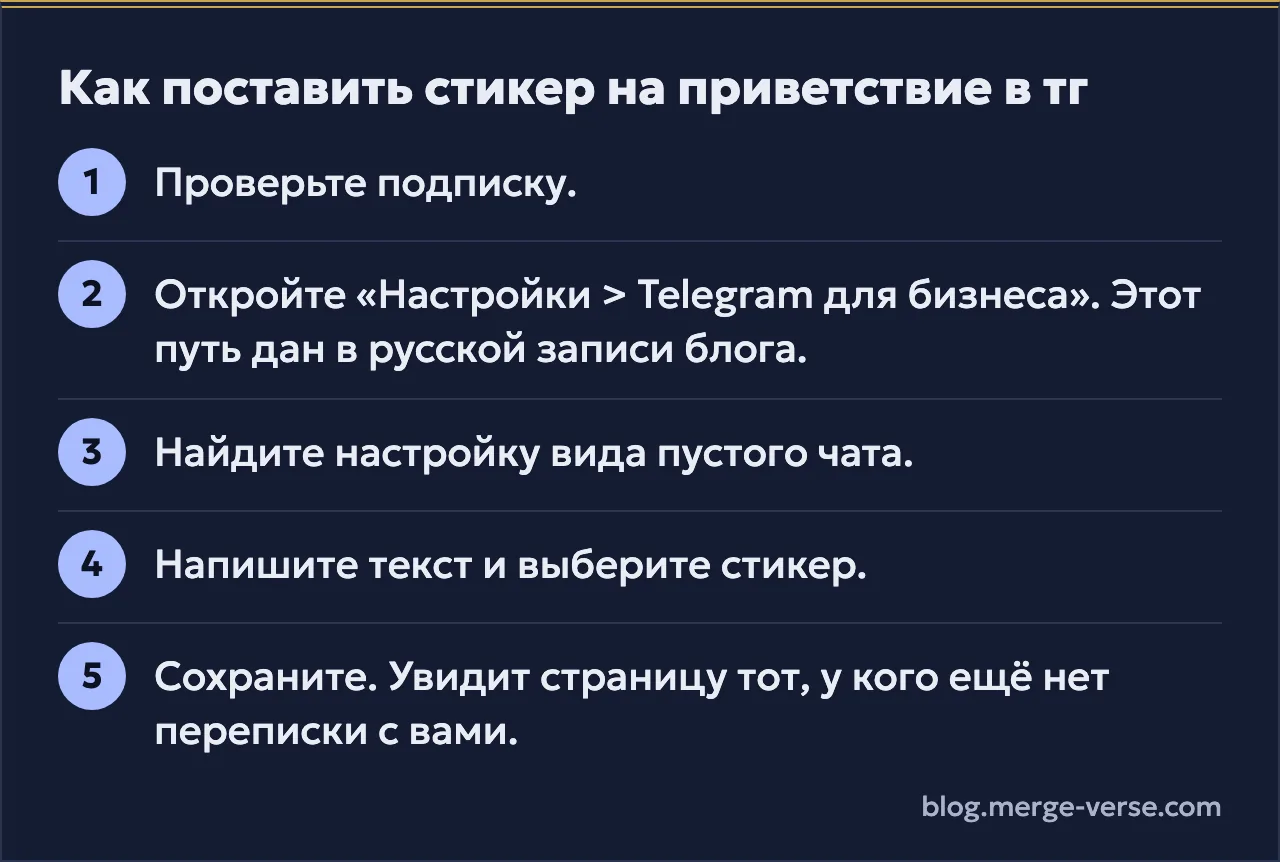 Как поставить стикер на приветствие в тг
1
Проверьте подписку.
2
Откройте «Настройки > Telegram для бизнеса». Этот
путь дан в русской записи блога.
3
Найдите настройку вида пустого чата.
4
Напишите текст и выберите стикер.
5
Сохраните. Увидит страницу тот, у кого ещё нет
переписки с вами.
blog.merge-verse.com